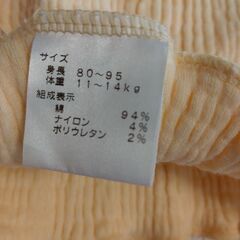 サイズ
身長 80～95
体重 11～14kg
組成表示
綿 94%
ナイロン 4%
ポリウレタン 2%